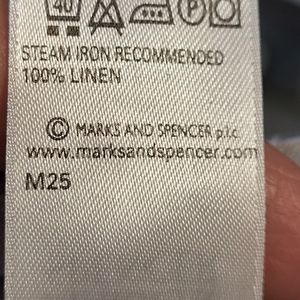 40 P
STEAM IRON RECOMMENDED
100% LINEN
© MARKS AND SPENCER p.l.c.
www.marksandspencer.com
M25